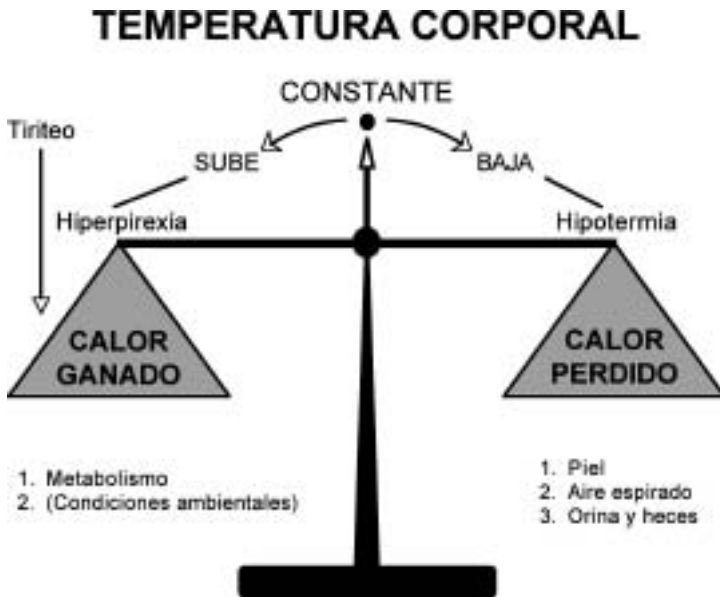 TEMPERATURA CORPORAL
CONSTANTE
Tiriteo
SUBE
BAJA
Hiperpirexia
Hipotermia
CALOR
GANADO
CALOR
PERDIDO
1. Metabolismo
2. (Condiciones ambientales)
1. Piel
2. Aire espirado
3. Orina y heces